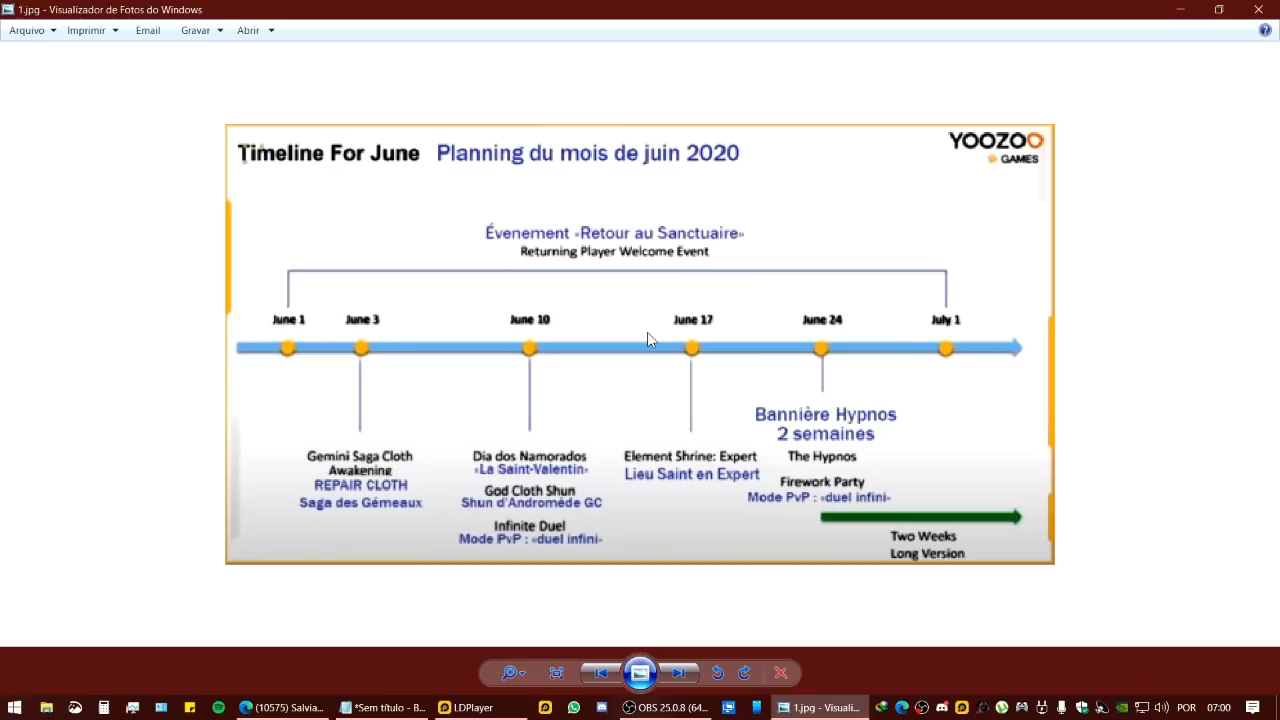 1.jpg - Visualizador de Fotos do Windows
Arquivo Imprimir Email Gravar Abrir
Timeline For June Planning du mois de juin 2020
YOOZOO
GAMES
Évenement «Retour au Sanctuaire»
Returning Player Welcome Event
June 1 June 3 June 10 June 17 June 24 July 1
Gemini Saga Cloth
Awakening
REPAIR CLOTH
Saga des Gémeaux
Dia dos Namorados
«La Saint-Valentin»
God Cloth Shun
Shun d'Andromède GC
Infinite Duel
Mode PvP : «duel infini»
Element Shrine: Expert
Lieu Saint en Expert
Bannière Hypnos
2 semaines
The Hypnos
Firework Party
Mode PvP : «duel infini»
Two Weeks
Long Version
(10575) Salvia... *Sem título - B... LDPlayer OBS 25.0.8 (64... 1.jpg - Visuali... POR 07:00